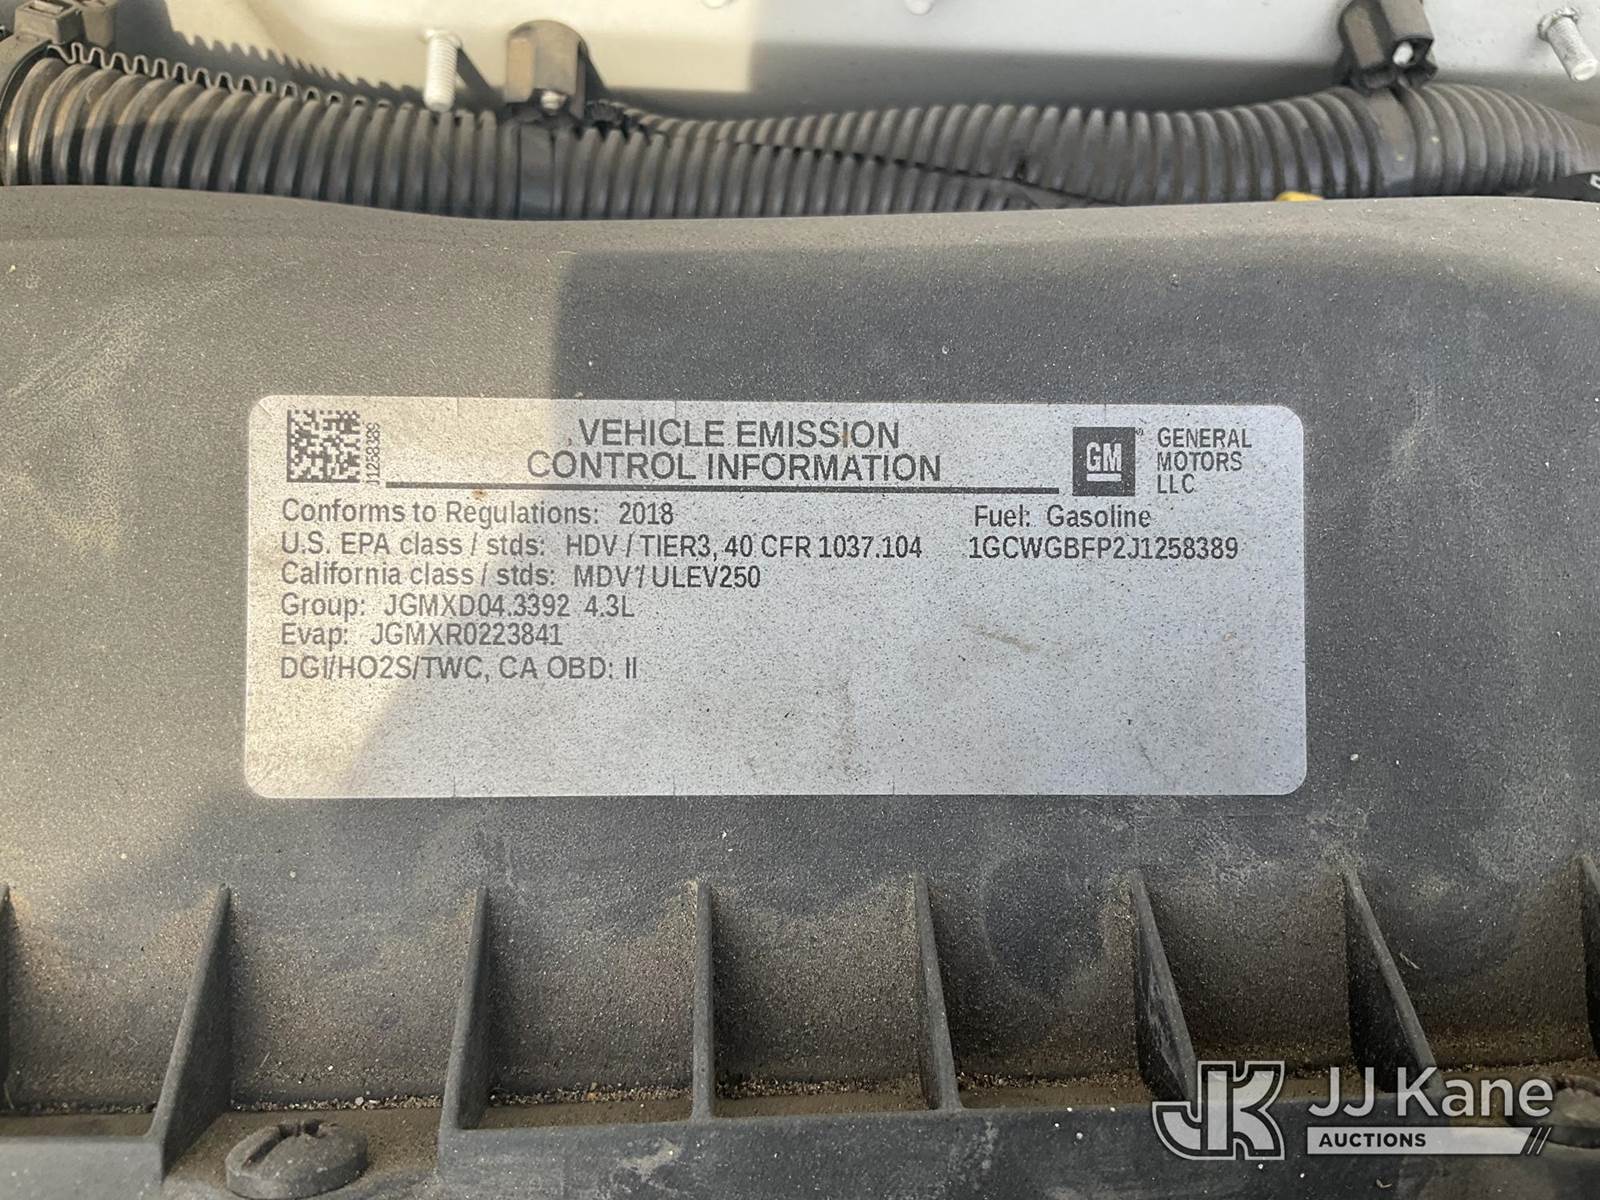 J1258389
VEHICLE EMISSION
CONTROL INFORMATION
GM
GENERAL
MOTORS
LLC
Conforms to Regulations: 2018
Fuel: Gasoline
U.S. EPA class / stds: HDV / TIER3, 40 CFR 1037.104
1GCWGBFP2J1258389
California class / stds: MDV / ULEV250
Group: JGMXD04.3392 4.3L
Evap: JGMXR0223841
DGI/HO2S/TWC, CA OBD: II
JK JJ Kane
AUCTIONS